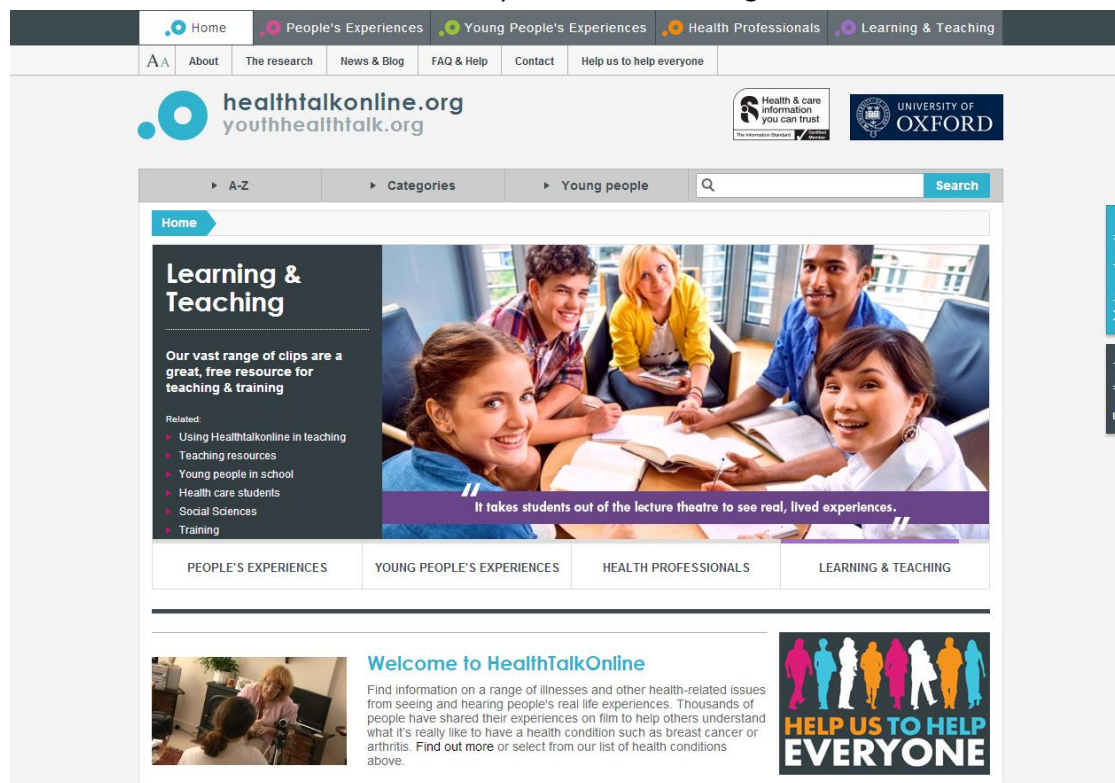 Home
People's Experiences
Young People's Experiences
Health Professionals
Learning & Teaching
AA
About
The research
News & Blog
FAQ & Help
Contact
Help us to help everyone
healthtalkonline.org
youthhealthtalk.org
Health & care
information
you can trust
The Information Standard
Certified
Member
UNIVERSITY OF
OXFORD
A-Z
Categories
Young people
Search
Home
Learning &
Teaching
Our vast range of clips are a
great, free resource for
teaching & training
Related:
Using Healthtalkonline in teaching
Teaching resources
Young people in school
Health care students
Social Sciences
Training
" It takes students out of the lecture theatre to see real, lived experiences. "
PEOPLE'S EXPERIENCES
YOUNG PEOPLE'S EXPERIENCES
HEALTH PROFESSIONALS
LEARNING & TEACHING
Welcome to HealthTalkOnline
Find information on a range of illnesses and other health-related issues
from seeing and hearing people's real life experiences. Thousands of
people have shared their experiences on film to help others understand
what it's really like to have a health condition such as breast cancer or
arthritis. Find out more or select from our list of health conditions
above.
HELP US TO HELP
EVERYONE